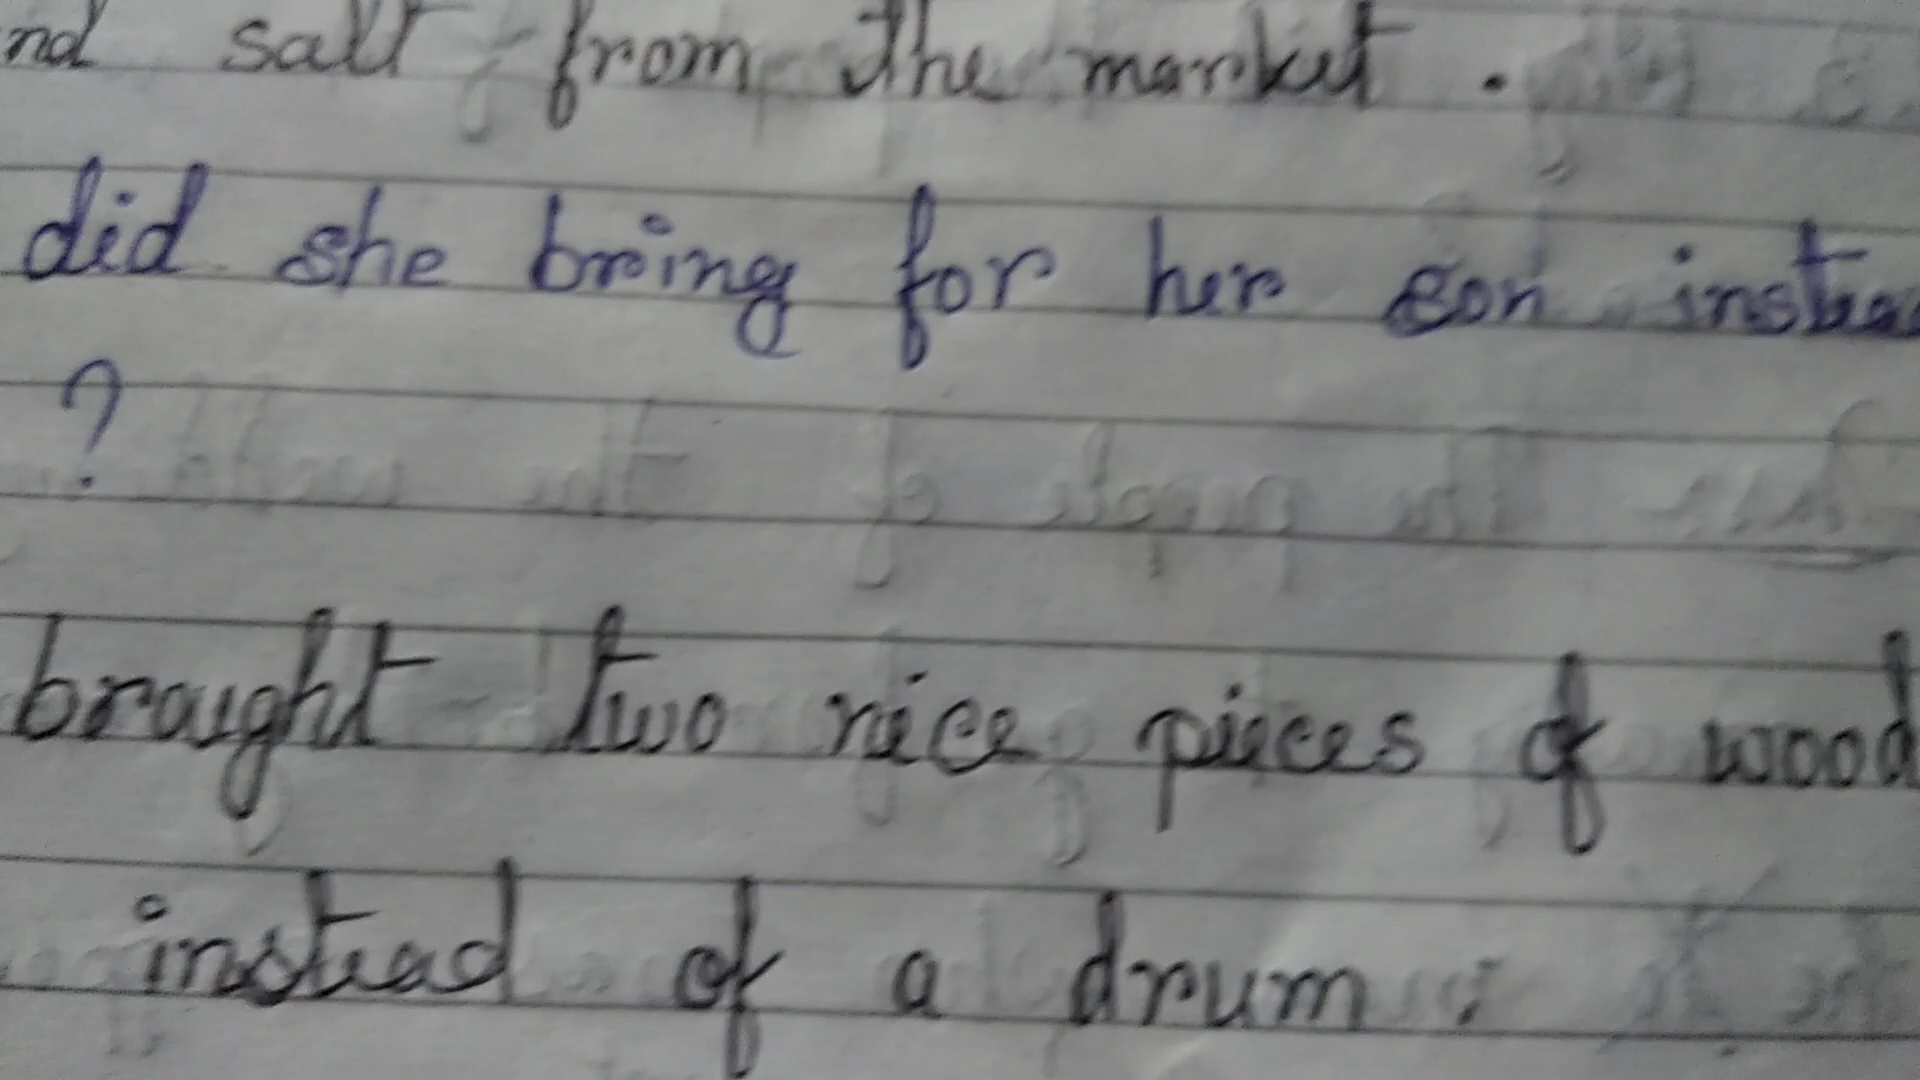 nd salt from the market .
did she bring for her son instea
?
brought two nice pieces of wood
instead of a drum.